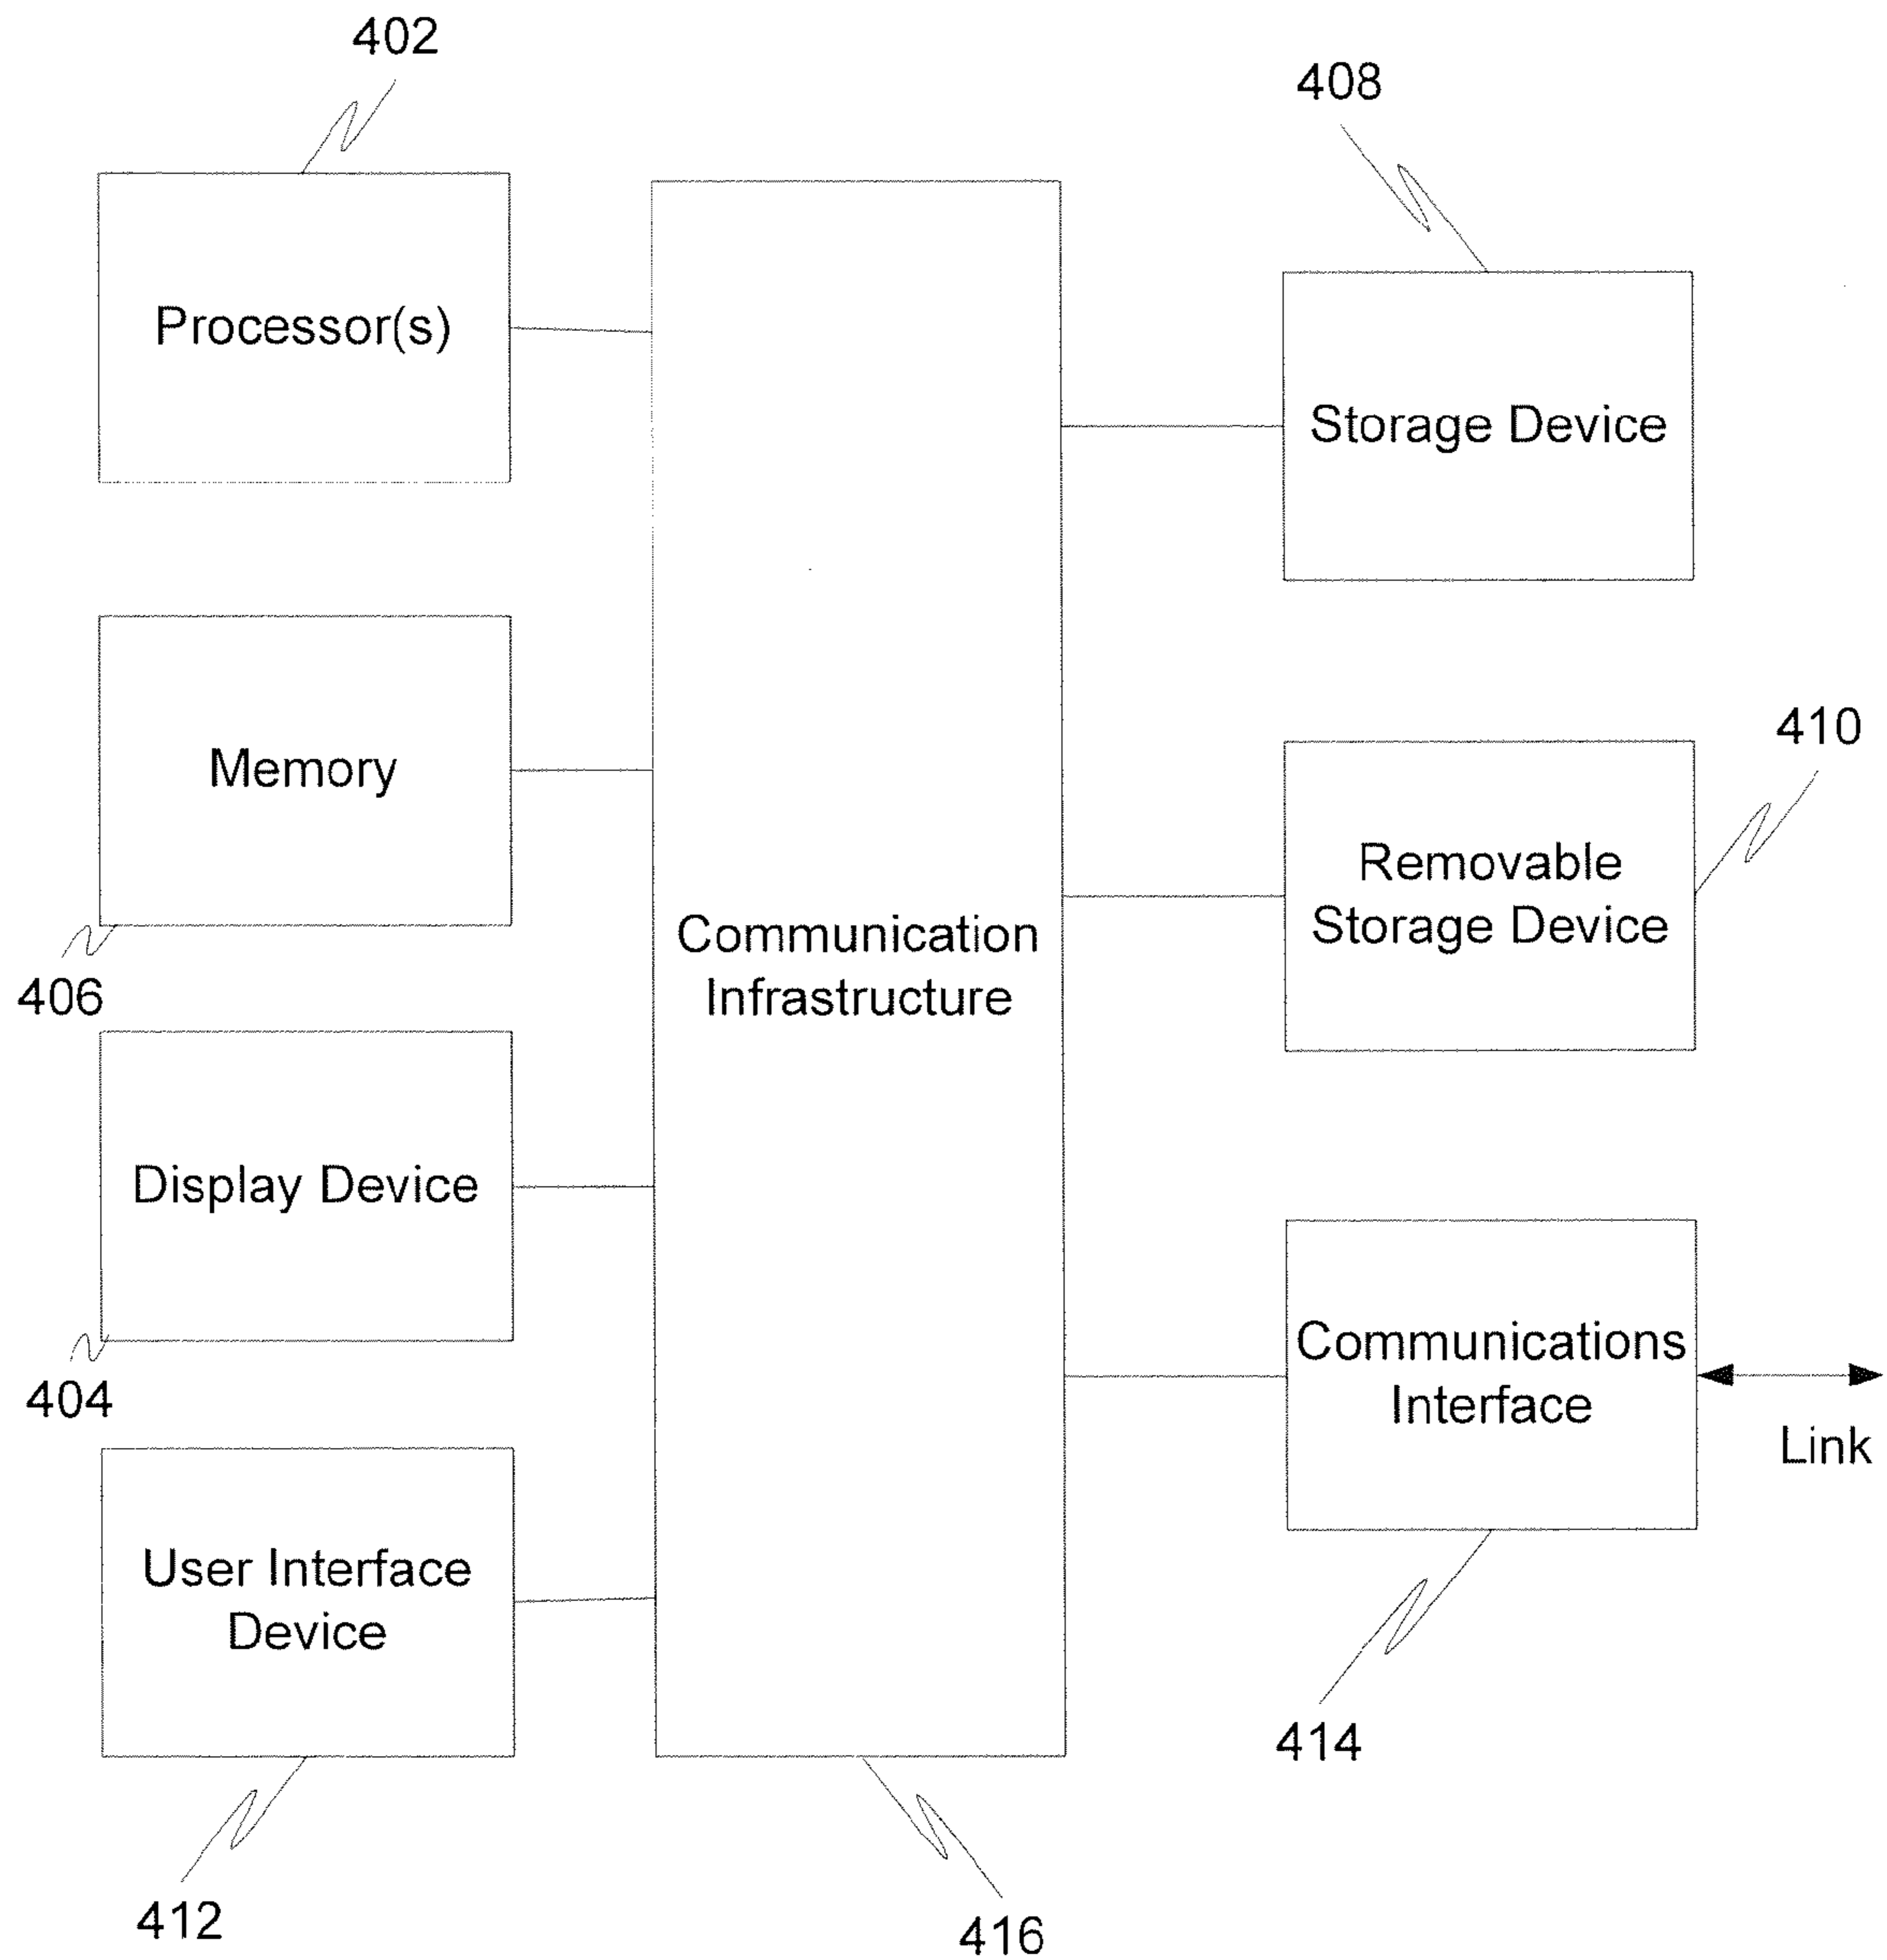 402
408
Processor(s)
Storage Device
410
Memory
Removable
Storage Device
Communication
Infrastructure
406
Display Device
Communications
Interface
404
Link
User Interface
Device
414
412
416